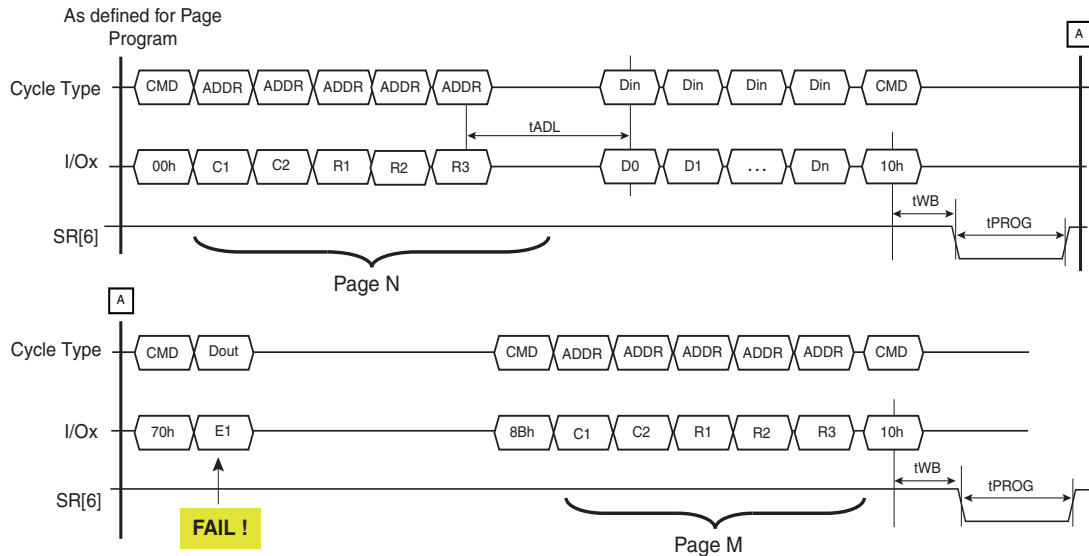 As defined for Page
Program
A
Cycle Type CMD ADDR ADDR ADDR ADDR ADDR Din Din Din Din CMD
tADL
I/Ox 00h C1 C2 R1 R2 R3 D0 D1 ... Dn 10h
tWB
tPROG
SR[6]
Page N
A
Cycle Type CMD Dout CMD ADDR ADDR ADDR ADDR ADDR CMD
I/Ox 70h E1 8Bh C1 C2 R1 R2 R3 10h
tWB
tPROG
SR[6]
FAIL !
Page M